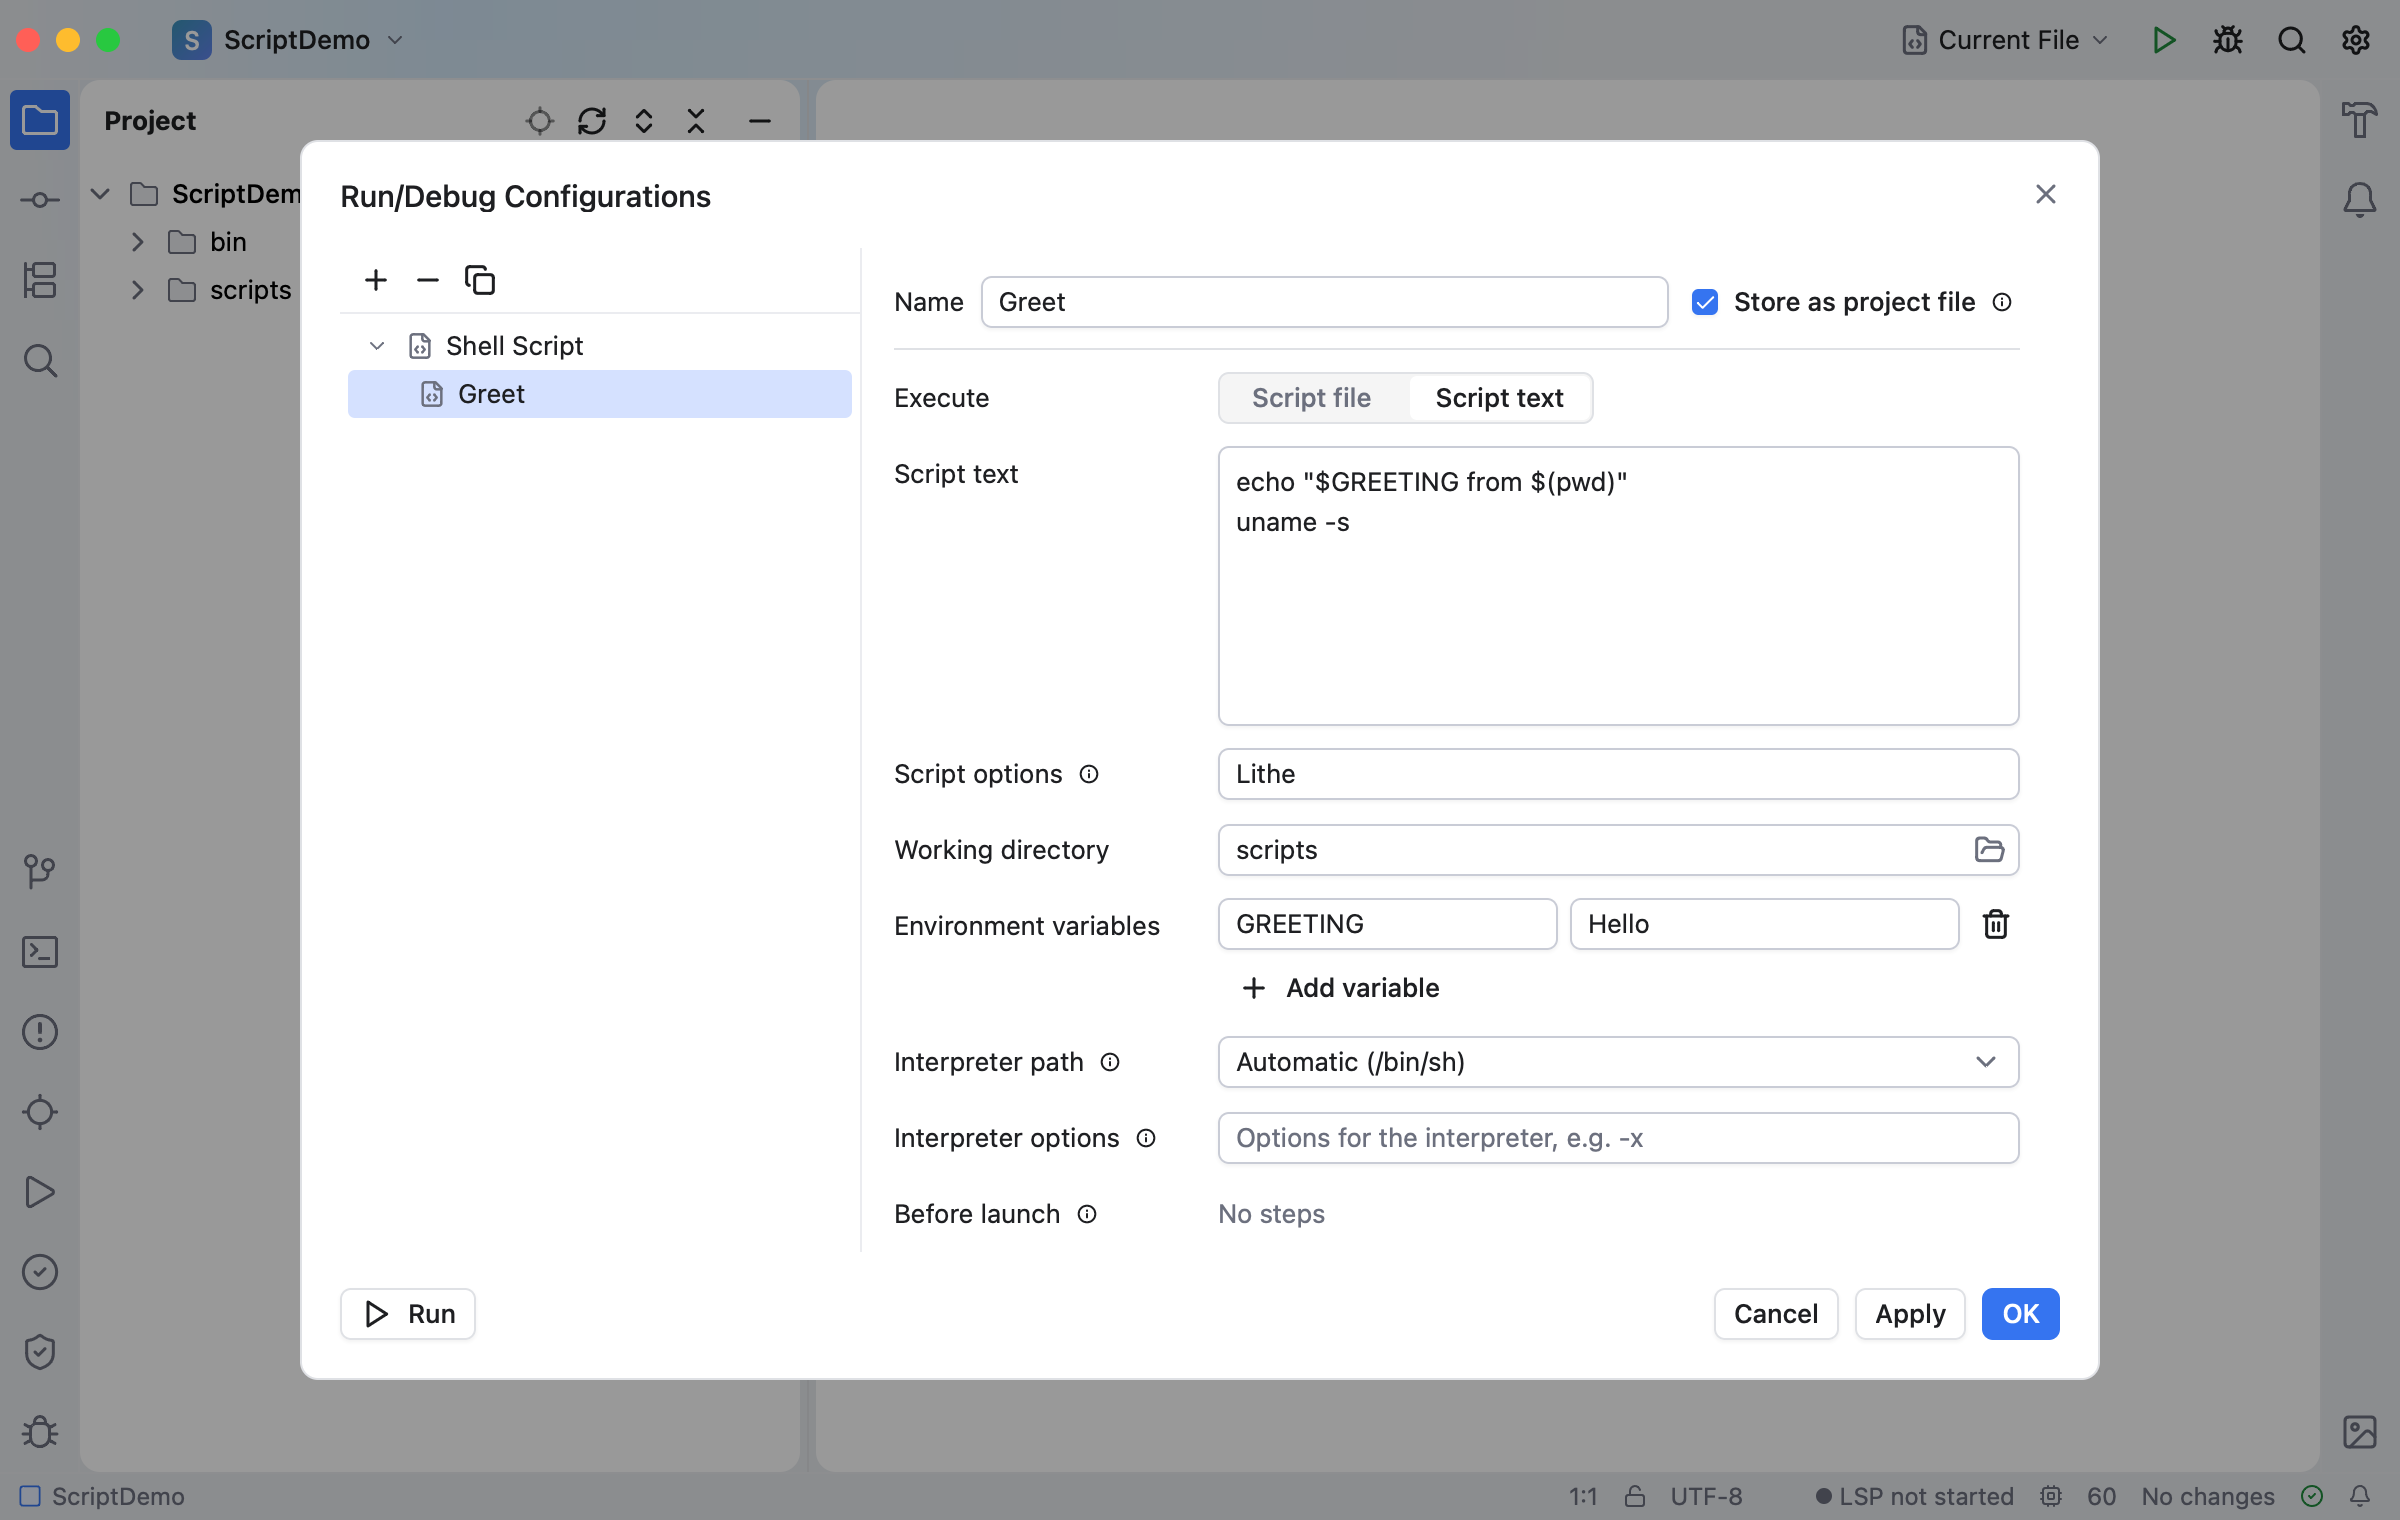 S ScriptDemo
Current File
Project
ScriptDem
bin
scripts
Run/Debug Configurations
Shell Script
Greet
Name
Greet
Store as project file
Execute
Script file
Script text
Script text
echo "$GREETING from $(pwd)"
uname -s
Script options
Lithe
Working directory
scripts
Environment variables
GREETING
Hello
Add variable
Interpreter path
Automatic (/bin/sh)
Interpreter options
Options for the interpreter, e.g. -x
Before launch
No steps
Run
Cancel
Apply
OK
ScriptDemo
1:1
UTF-8
LSP not started
60
No changes